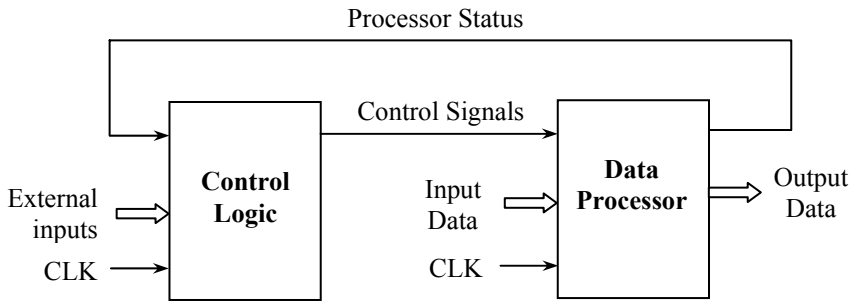 Processor Status
Control Signals
Control
Logic
Data
Processor
External
inputs
CLK
Input
Data
CLK
Output
Data